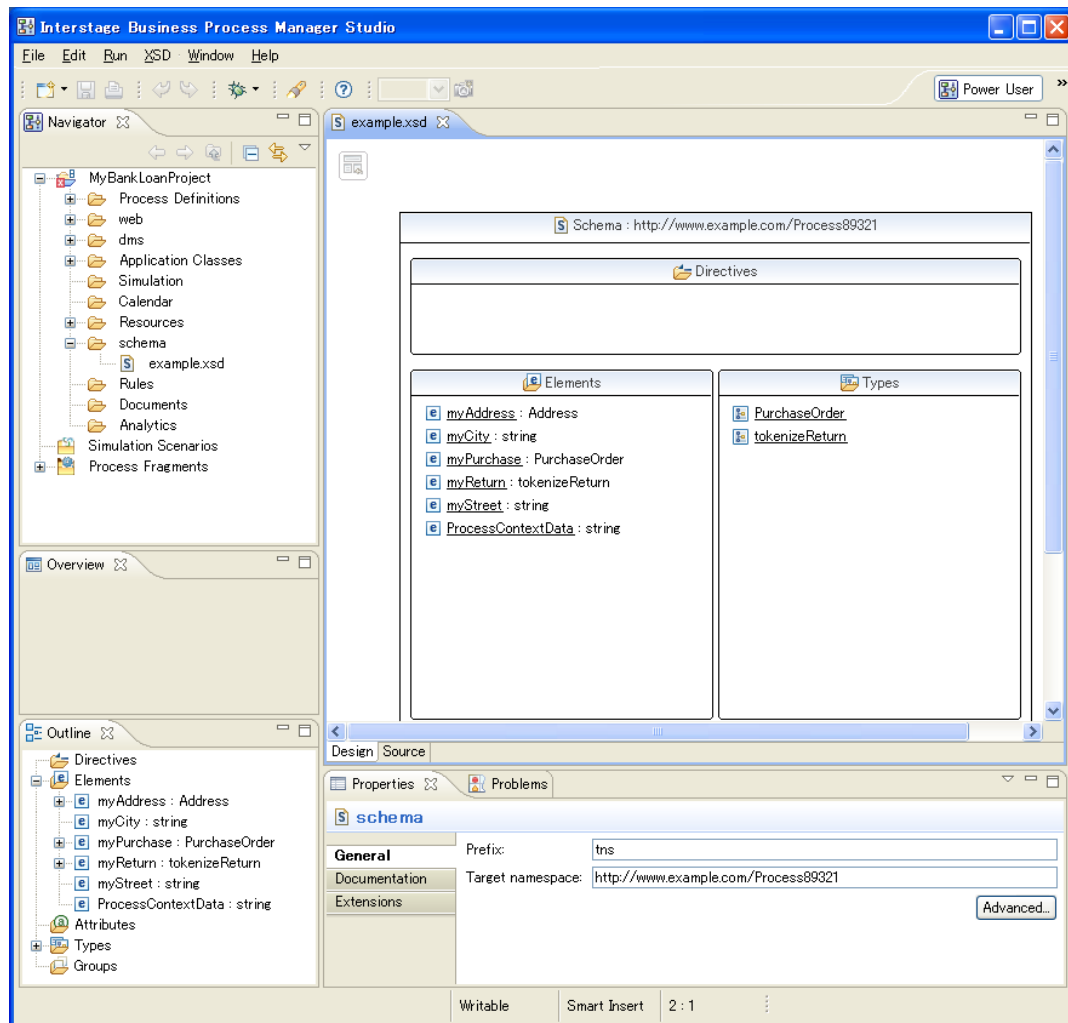 Interstage Business Process Manager Studio
File Edit Run XSD Window Help
Power User »
Navigator
MyBankLoanProject
Process Definitions
web
dms
Application Classes
Simulation
Calendar
Resources
schema
example.xsd
Rules
Documents
Analytics
Simulation Scenarios
Process Fragments
Overview
Outline
Directives
Elements
myAddress : Address
myCity : string
myPurchase : PurchaseOrder
myReturn : tokenizeReturn
myStreet : string
ProcessContextData : string
Attributes
Types
Groups
example.xsd
Schema : http://www.example.com/Process89321
Directives
Elements
myAddress : Address
myCity : string
myPurchase : PurchaseOrder
myReturn : tokenizeReturn
myStreet : string
ProcessContextData : string
Types
PurchaseOrder
tokenizeReturn
Design Source
Properties Problems
schema
General
Documentation
Extensions
Prefix: tns
Target namespace: http://www.example.com/Process89321
Advanced...
Writable Smart Insert 2 : 1